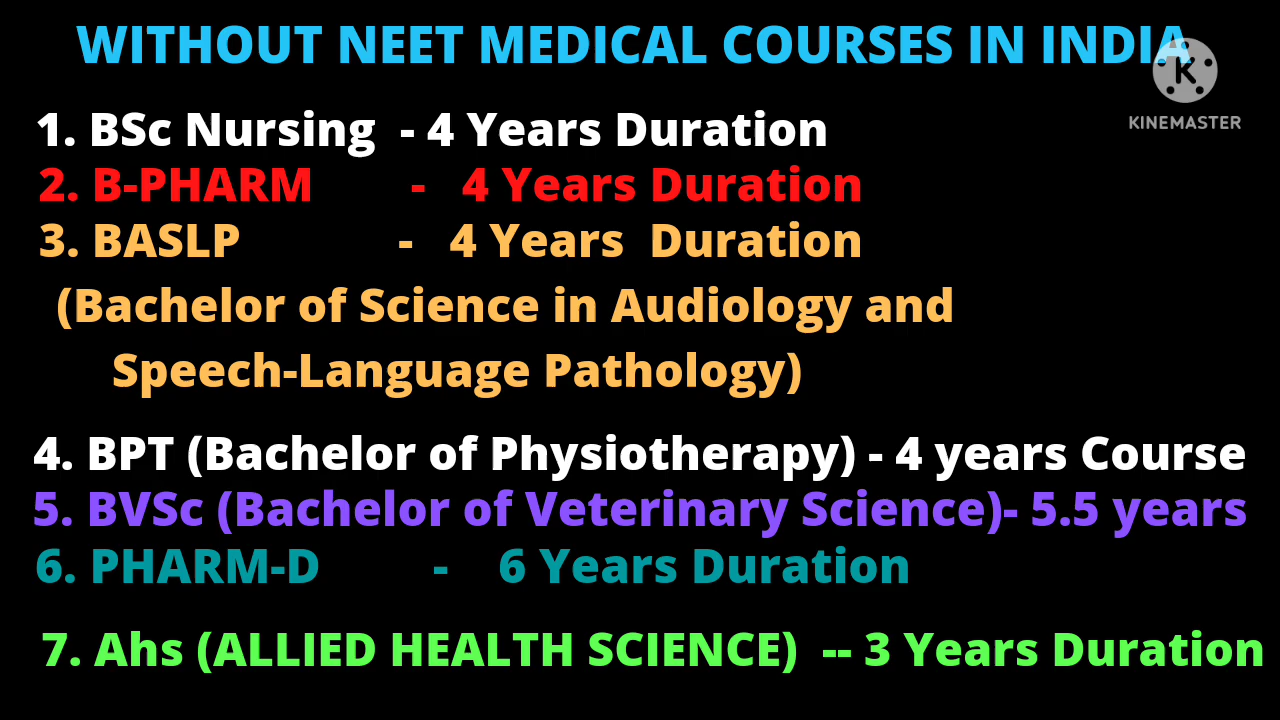 WITHOUT NEET MEDICAL COURSES IN INDIA
KINEMASTER
1. BSc Nursing - 4 Years Duration
2. B-PHARM - 4 Years Duration
3. BASLP - 4 Years Duration
(Bachelor of Science in Audiology and
Speech-Language Pathology)
4. BPT (Bachelor of Physiotherapy) - 4 years Course
5. BVSc (Bachelor of Veterinary Science)- 5.5 years
6. PHARM-D - 6 Years Duration
7. Ahs (ALLIED HEALTH SCIENCE) -- 3 Years Duration